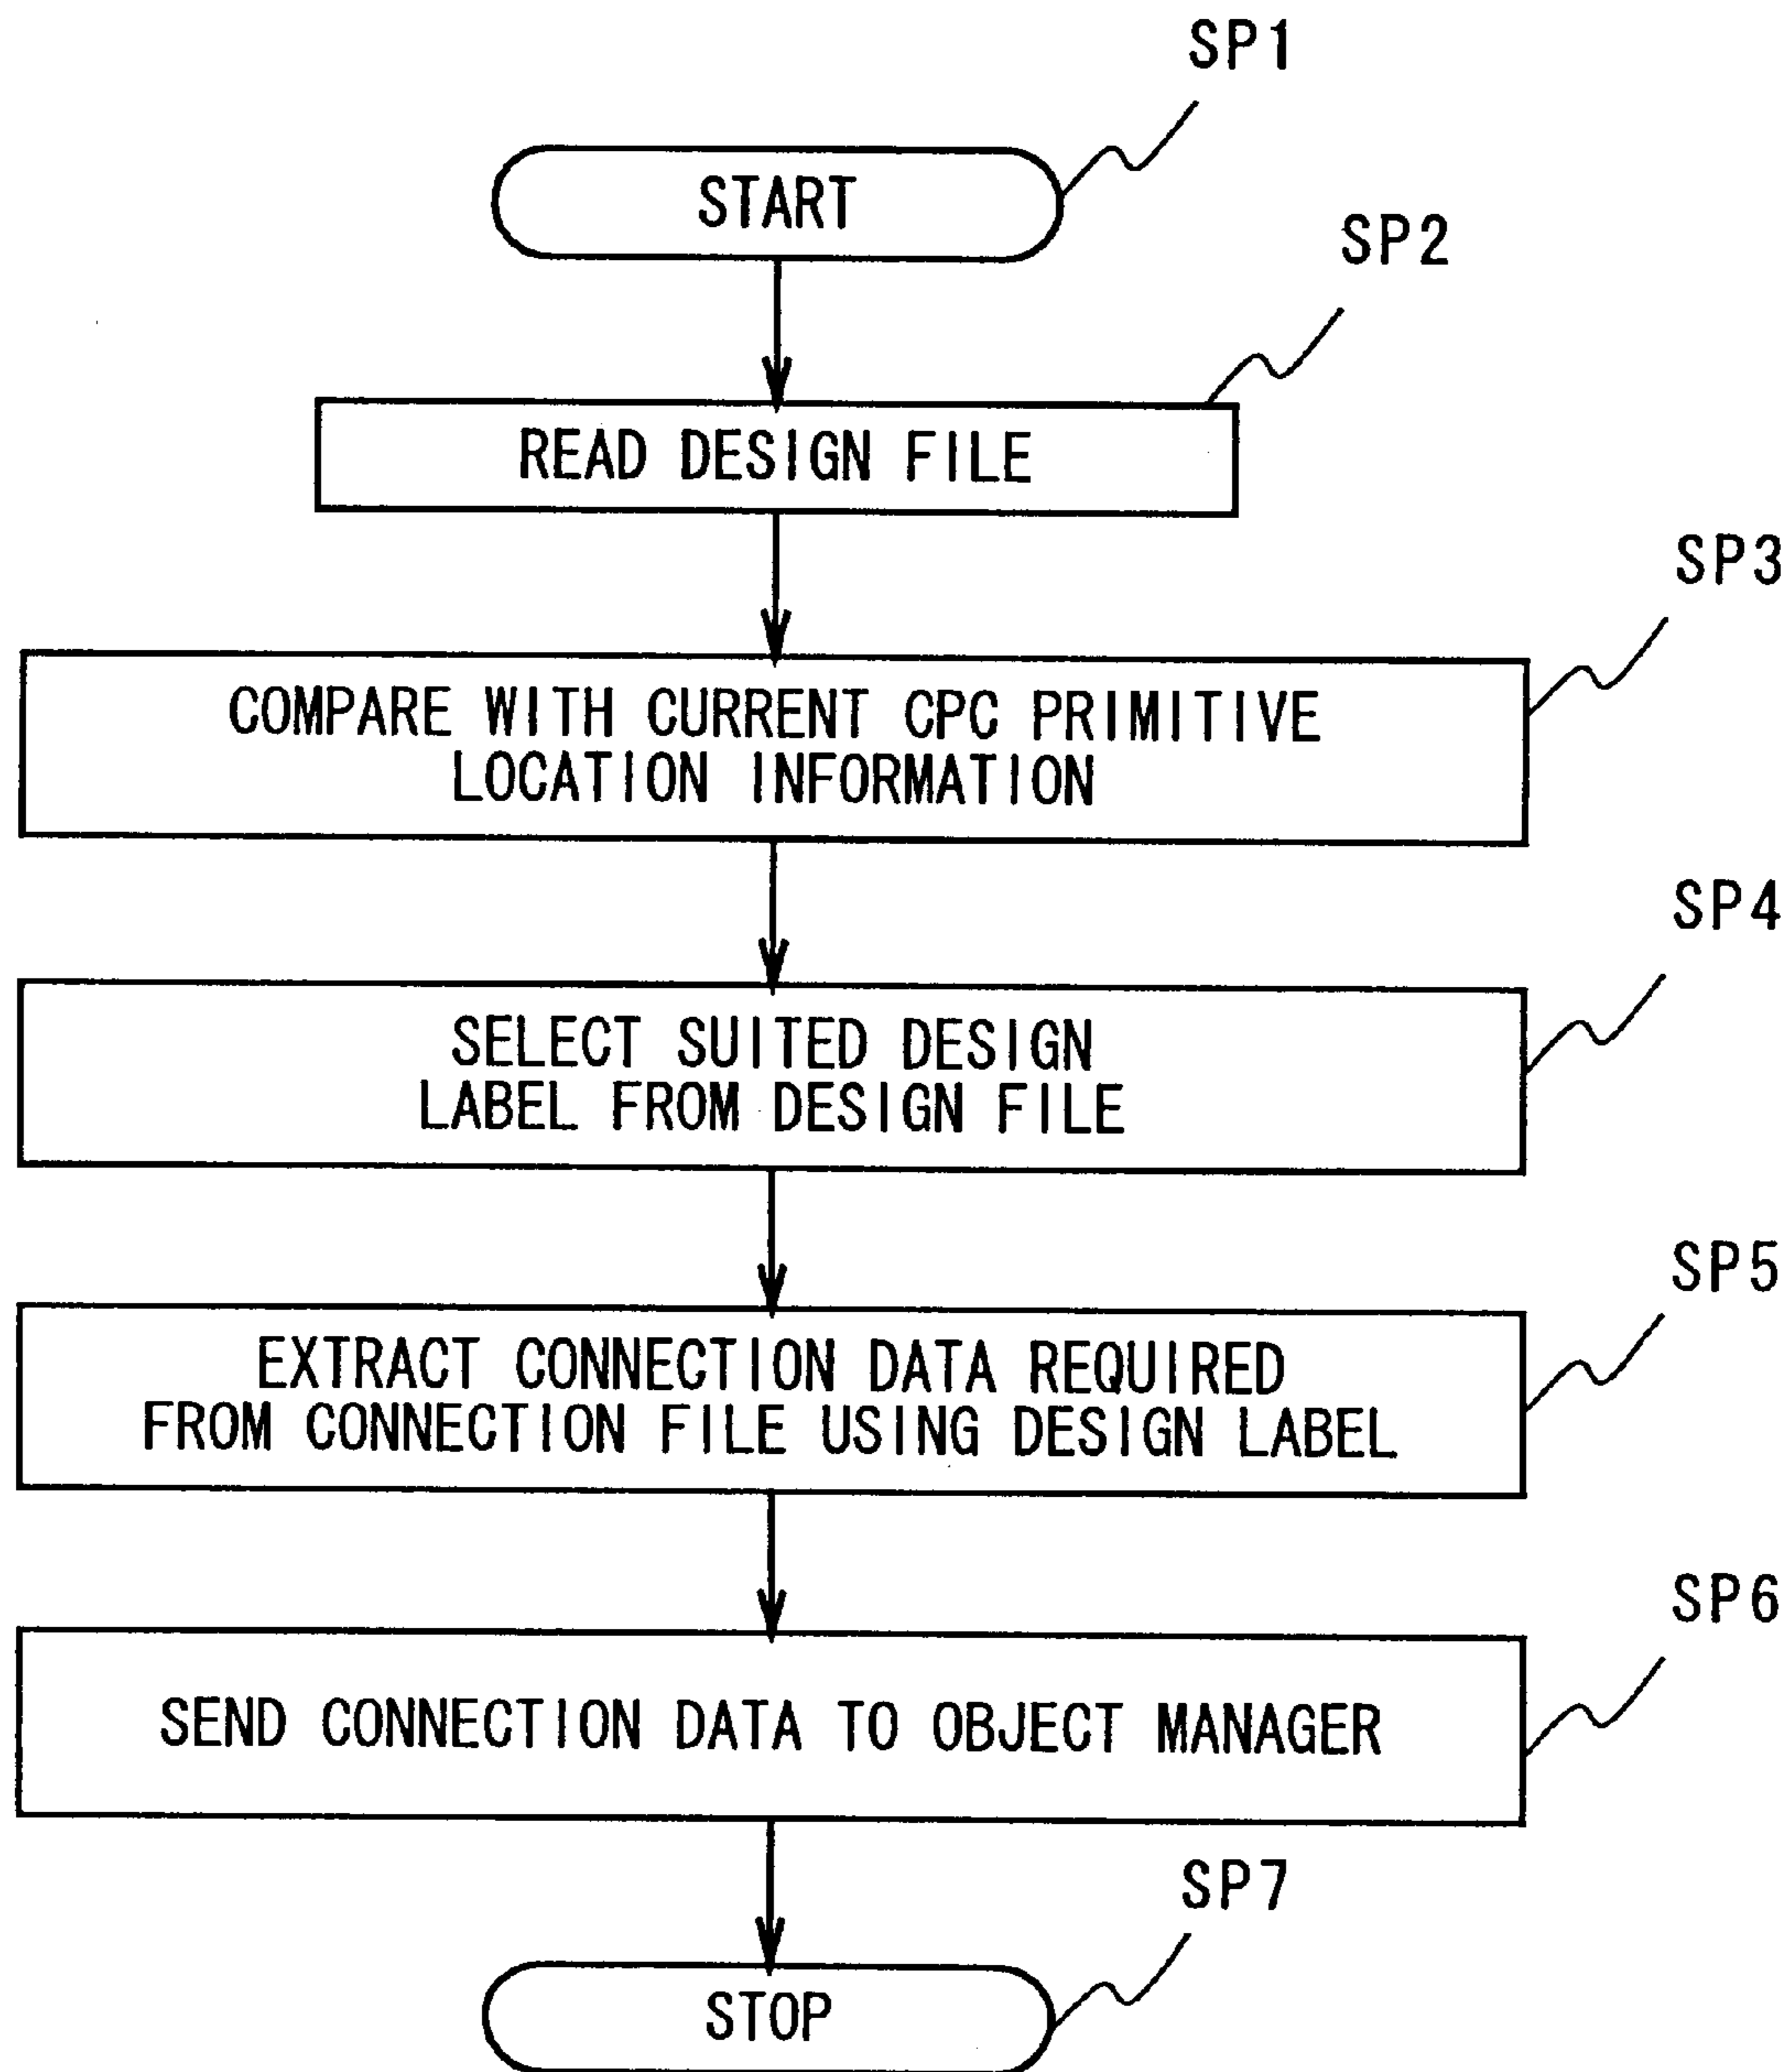 SP1
START
SP2
READ DESIGN FILE
SP3
COMPARE WITH CURRENT CPC PRIMITIVE
LOCATION INFORMATION
SP4
SELECT SUITED DESIGN
LABEL FROM DESIGN FILE
SP5
EXTRACT CONNECTION DATA REQUIRED
FROM CONNECTION FILE USING DESIGN LABEL
SP6
SEND CONNECTION DATA TO OBJECT MANAGER
SP7
STOP